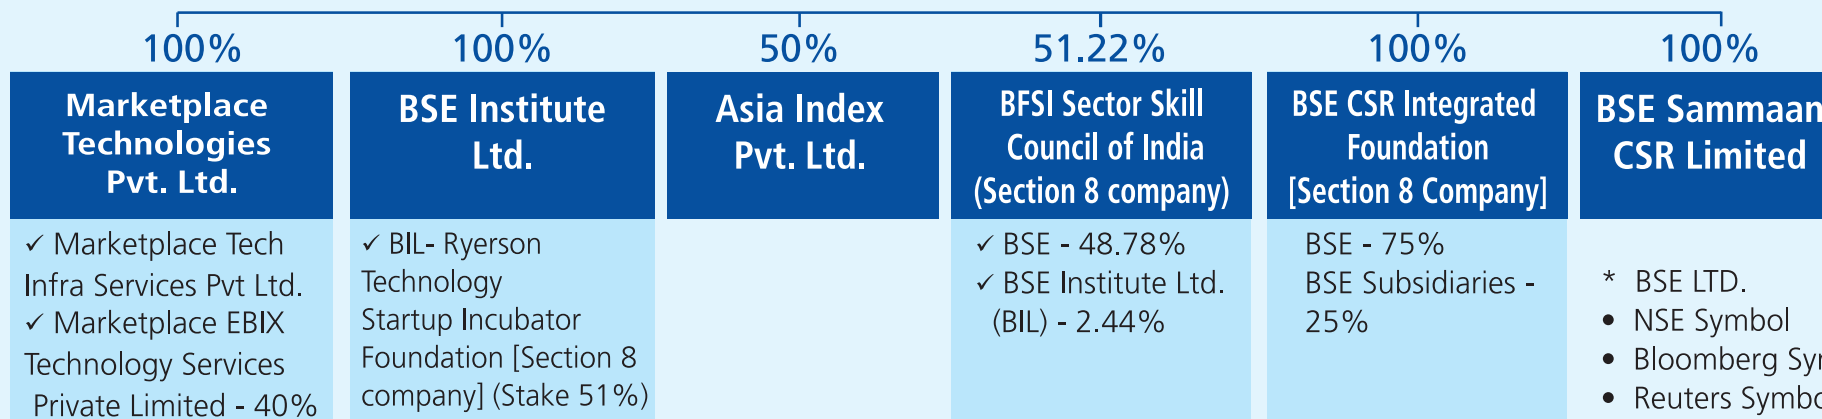 100%
Marketplace
Technologies
Pvt. Ltd.
✓ Marketplace Tech
Infra Services Pvt Ltd.
✓ Marketplace EBIX
Technology Services
Private Limited - 40%
100%
BSE Institute
Ltd.
✓ BIL- Ryerson
Technology
Startup Incubator
Foundation [Section 8
company] (Stake 51%)
50%
Asia Index
Pvt. Ltd.
51.22%
BFSI Sector Skill
Council of India
(Section 8 company)
✓ BSE - 48.78%
✓ BSE Institute Ltd.
(BIL) - 2.44%
100%
BSE CSR Integrated
Foundation
[Section 8 Company]
BSE - 75%
BSE Subsidiaries -
25%
100%
BSE Sammaan
CSR Limited
* BSE LTD.
• NSE Symbol
• Bloomberg
• Reuters